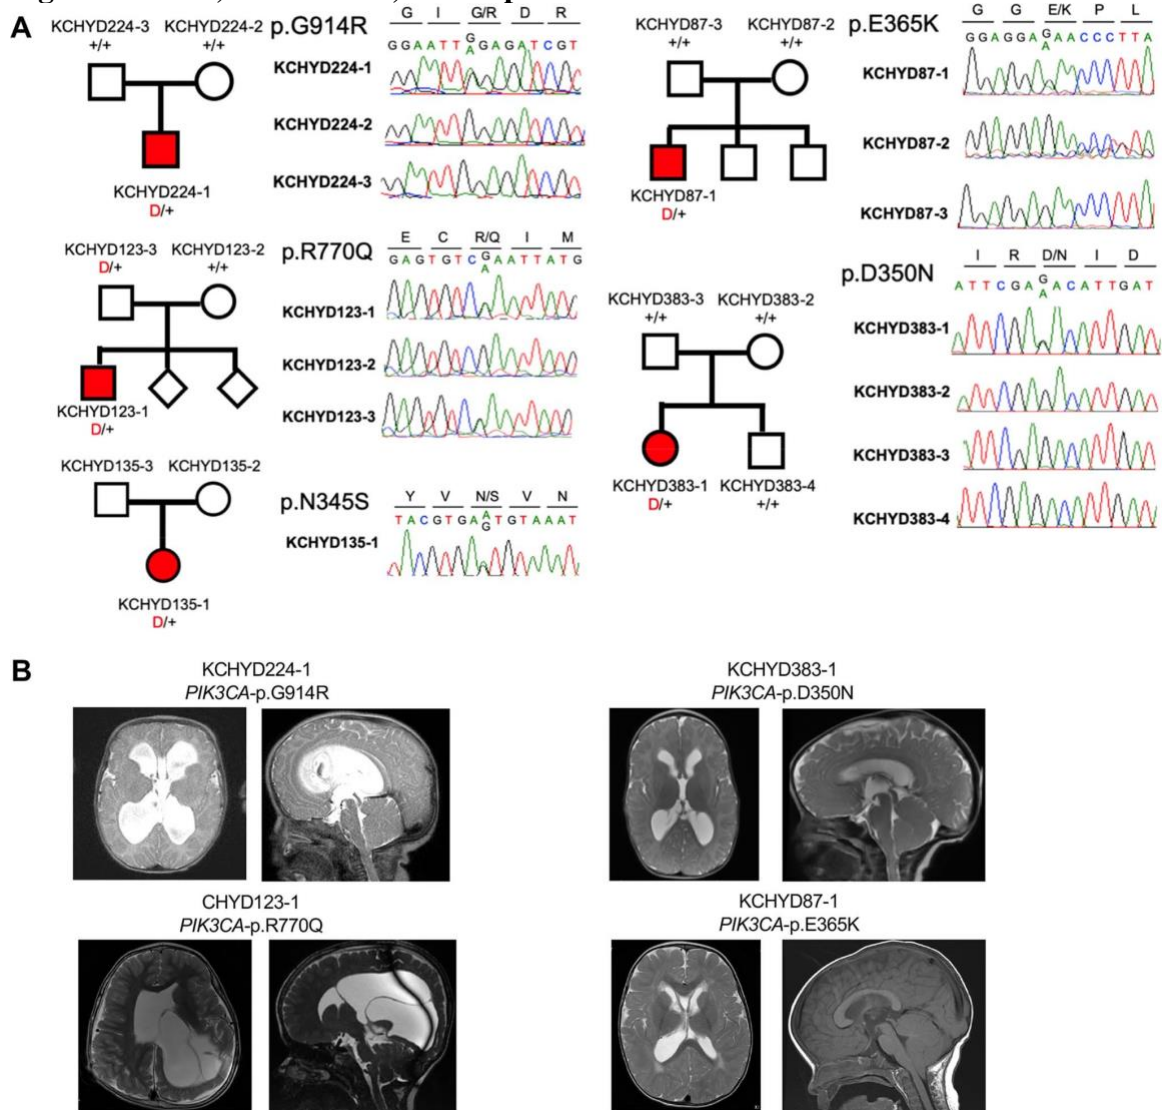 A
KCHYD224-3 KCHYD224-2
+/+ +/+
KCHYD224-1
D/+
p.G914R
G I G/R D R
G G A A T T G/A G A G A T C G T
KCHYD224-1
KCHYD224-2
KCHYD224-3
KCHYD123-3 KCHYD123-2
D/+ +/+
KCHYD123-1
D/+
p.R770Q
E C R/Q I M
G A G T G T C G/A A A T T A T G
KCHYD123-1
KCHYD123-2
KCHYD123-3
KCHYD135-3 KCHYD135-2
KCHYD135-1
D/+
p.N345S
Y V N/S V N
T A C G T G A A/G T G T A A A T
KCHYD135-1
KCHYD87-3 KCHYD87-2
+/+ +/+
KCHYD87-1
D/+
p.E365K
G G E/K P L
G G A G G A G/A A A C C C T T A
KCHYD87-1
KCHYD87-2
KCHYD87-3
KCHYD383-3 KCHYD383-2
+/+ +/+
KCHYD383-1 KCHYD383-4
D/+ +/+
p.D350N
I R D/N I D
A T T C G A G/A A C A T T G A T
KCHYD383-1
KCHYD383-2
KCHYD383-3
KCHYD383-4
B
KCHYD224-1
PIK3CA-p.G914R
KCHYD383-1
PIK3CA-p.D350N
CHYD123-1
PIK3CA-p.R770Q
KCHYD87-1
PIK3CA-p.E365K